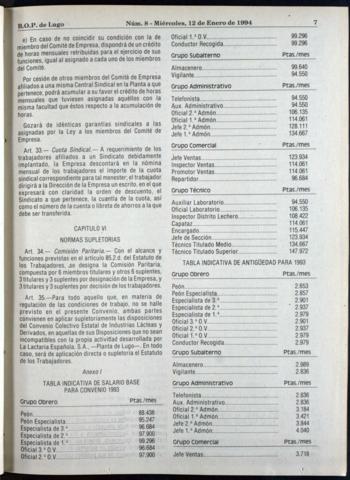 B.O.P. de Lugo
Núm. 8 - Miércoles, 12 de Enero de 1994
7
e) En caso de no coincidir su condición con la de
miembro del Comité de Empresa, dispondrá de un crédito
de horas mensuales retribuidas para el ejercicio de sus
funciones, igual al asignado a cada uno de los miembros
del Comité.
Por cesión de otros miembros del Comité de Empresa
afiliados a una misma Central Sindical en la Planta a que
pertenece, podrá acumular a su favor el crédito de horas
mensuales que tuviesen asignadas aquéllos con la
misma facultad que éstos respecto a la acumulación de
horas.
Gozará de idénticas garantías sindicales a las
asignadas por la Ley a los miembros del Comité de
Empresa.
Art. 33.— Cuota Sindical.— A requerimiento de los
trabajadores afiliados a un Sindicato debidamente
implantado, la Empresa descontará en la nómina
mensual de los trabajadores el importe de la cuota
sindical correspondiente para tal menester: el trabajador
dirigirá a la Dirección de la Empresa un escrito, en el que
expresará con claridad la orden de descuento, el
Sindicato a que pertenece, la cuantía de la cuota, así
como el número de la cuenta o libreta de ahorros a la que
debe ser transferida.
CAPITULO VI
NORMAS SUPLETORIAS
Art. 34.— Comisión Paritaria.— Con el alcance y
funciones previstas en el artículo 85.2.d. del Estatuto de
los Trabajadores, se designa la Comisión Paritaria,
compuesta por 6 miembros titulares y otros 6 suplentes,
3 titulares y 3 suplentes por designación de la Empresa, y
3 titulares y 3 suplentes por decisión de los trabajadores.
Art. 35.—Para todo aquello que, en materia de
regulación de las condiciones de trabajo, no se halle
previsto en el presente Convenio, ambas partes
convienen en aplicar supletoriamente las disposiciones
del Convenio Colectivo Estatal de Industrias Lácteas y
Derivados, en aquellas de sus Disposiciones que no sean
incompatibles con la propia actividad desarrollada por
La Lactaria Española, S.A., —Planta de Lugo—. En todo
caso, será de aplicación directa o supletoria el Estatuto
de los Trabajadores.
Anexo I
TABLA INDICATIVA DE SALARIO BASE
PARA CONVENIO 1993
Grupo Obrero Ptas./mes
Peón 88.438
Peón Especialista 95.247
Especialista de 3.ª 96.684
Especialista de 2.ª 97.900
Especialista de 1.ª 99.296
Oficial 3.ª O.V. 96.684
Oficial 2.ª O.V. 97.900
Oficial 1.ª O.V. 99.296
Conductor Recogida 99.296
Grupo Subalterno Ptas./mes
Almacenero 99.640
Vigilante 94.550
Grupo Administrativo Ptas./mes
Telefonista 94.550
Aux. Administrativo 94.550
Oficial 2.ª Admón. 106.135
Oficial 1.ª Admón. 114.061
Jefe 2.ª Admón. 128.111
Jefe 1.ª Admón. 134.667
Grupo Comercial Ptas./mes
Jefe Ventas 123.934
Inspector Ventas 114.061
Promotor Ventas 114.061
Repartidor 96.684
Grupo Técnico Ptas./mes
Auxiliar Laboratorio 94.550
Oficial Laboratorio 106.135
Inspector Distrito Lechero 108.422
Capataz 114.061
Encargado 115.447
Jefe de Sección 123.934
Técnico Titulado Medio 134.667
Técnico Titulado Superior 147.972
TABLA INDICATIVA DE ANTIGÜEDAD PARA 1993
Grupo Obrero Ptas./mes
Peón 2.653
Peón Especialista 2.857
Especialista de 3.ª 2.901
Especialista de 2.ª 2.937
Especialista de 1.ª 2.979
Oficial 3.ª O.V. 2.901
Oficial 2.ª O.V. 2.937
Oficial 1.ª O.V. 2.979
Conductor Recogida 2.979
Grupo Subalterno Ptas./mes
Almacenero 2.989
Vigilante 2.836
Grupo Administrativo Ptas./mes
Telefonista 2.836
Aux. Administrativo 2.836
Oficial 2.ª Admón. 3.184
Oficial 1.ª Admón. 3.421
Jefe 2.ª Admón. 3.844
Jefe 1.ª Admón. 4.040
Grupo Comercial Ptas./mes
Jefe Ventas 3.718